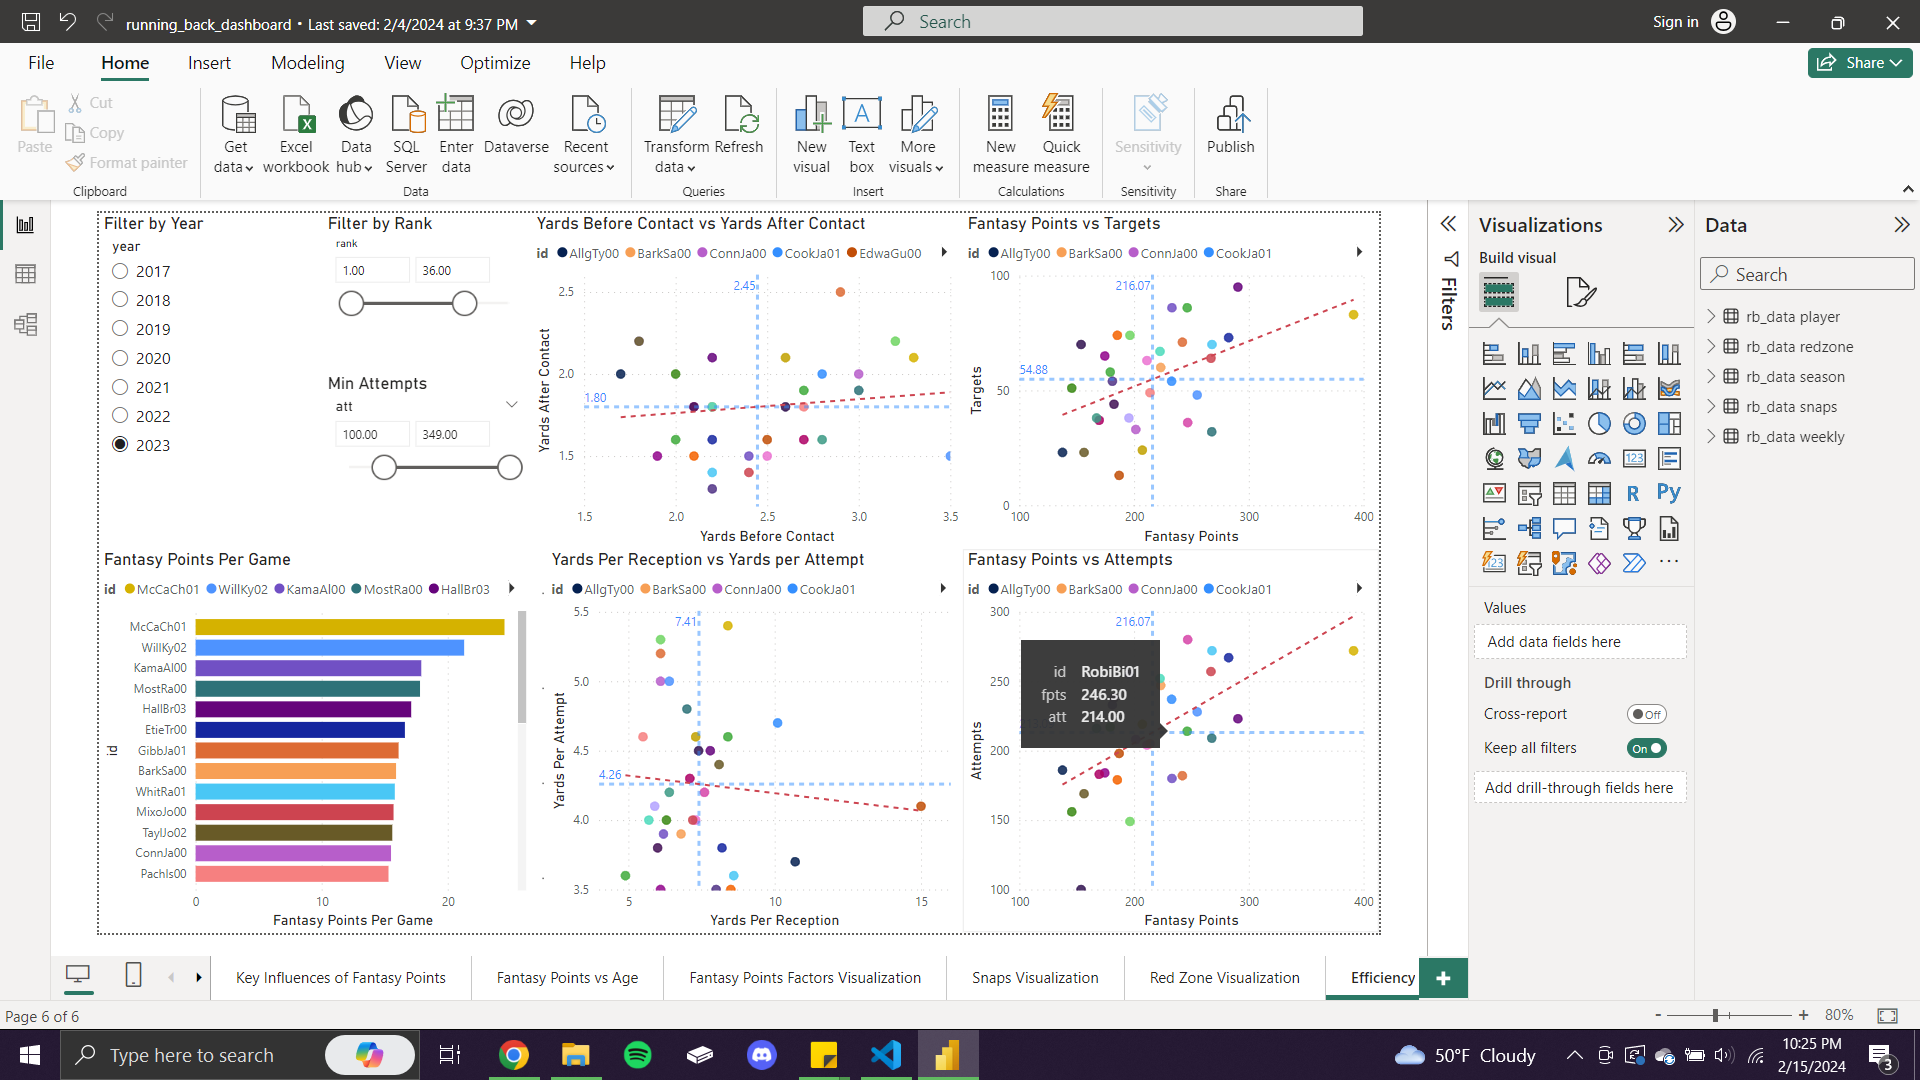 running_back_dashboard • Last saved: 2/4/2024 at 9:37 PM
Search
Sign in
File
Home
Insert
Modeling
View
Optimize
Help
Share
Paste
Cut
Copy
Format painter
Clipboard
Get data
Excel workbook
Data hub
SQL Server
Enter data
Dataverse
Recent sources
Data
Transform data
Refresh
Queries
New visual
Text box
More visuals
Insert
New measure
Quick measure
Calculations
Sensitivity
Sensitivity
Publish
Share
Filter by Year
year
2017
2018
2019
2020
2021
2022
2023
Filter by Rank
rank
1.00
36.00
Min Attempts
att
100.00
349.00
Yards Before Contact vs Yards After Contact
id AllgTy00 BarkSa00 ConnJa00 CookJa01 EdwaGu00
2.45
1.80
2.5
2.0
1.5
1.5 2.0 2.5 3.0 3.5
Yards After Contact
Yards Before Contact
Fantasy Points vs Targets
id AllgTy00 BarkSa00 ConnJa00 CookJa01
216.07
54.88
100
50
0
100 200 300 400
Targets
Fantasy Points
Fantasy Points Per Game
id McCaCh01 WillKy02 KamaAl00 MostRa00 HallBr03
McCaCh01
WillKy02
KamaAl00
MostRa00
HallBr03
EtieTr00
GibbJa01
BarkSa00
WhitRa01
MixoJo00
TaylJo02
ConnJa00
PachIs00
id
0 10 20
Fantasy Points Per Game
Yards Per Reception vs Yards per Attempt
id AllgTy00 BarkSa00 ConnJa00 CookJa01
7.41
4.26
5.5
5.0
4.5
4.0
3.5
5 10 15
Yards Per Attempt
Yards Per Reception
Fantasy Points vs Attempts
id AllgTy00 BarkSa00 ConnJa00 CookJa01
216.07
300
250
200
150
100
100 200 300 400
Attempts
Fantasy Points
id RobiBi01
fpts 246.30
att 214.00
Filters
Visualizations
Build visual
R
Py
123
123
Values
Add data fields here
Drill through
Cross-report
Off
Keep all filters
On
Add drill-through fields here
Data
Search
rb_data player
rb_data redzone
rb_data season
rb_data snaps
rb_data weekly
Key Influences of Fantasy Points
Fantasy Points vs Age
Fantasy Points Factors Visualization
Snaps Visualization
Red Zone Visualization
Efficiency
Page 6 of 6
- + 80%
Type here to search
50°F Cloudy
10:25 PM
2/15/2024
3